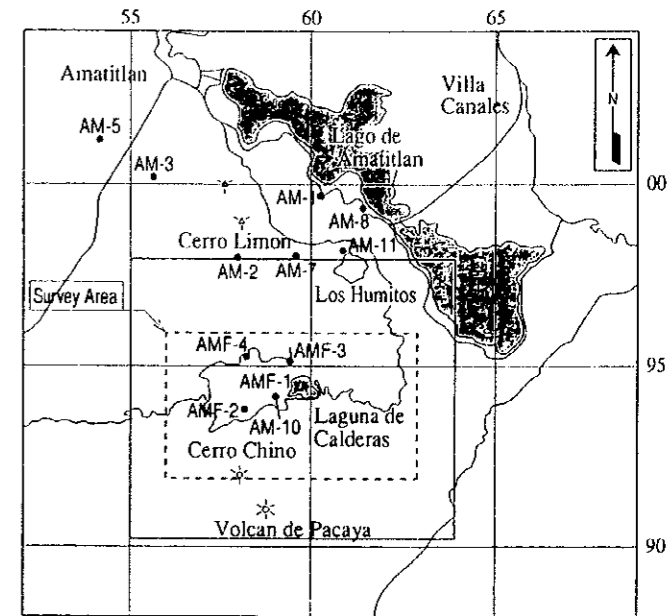 55
60
65
Amatitlan
Villa
Canales
N
AM-5
Lago de
Amatitlan
AM-3
00
AM-1
AM-8
Cerro Limon
AM-11
AM-2
AM-7
Los Humitos
Survey Area
AMF-4
AMF-3
95
AMF-1
AMF-2
AM-10
Laguna de
Calderas
Cerro Chino
Volcan de Pacaya
90